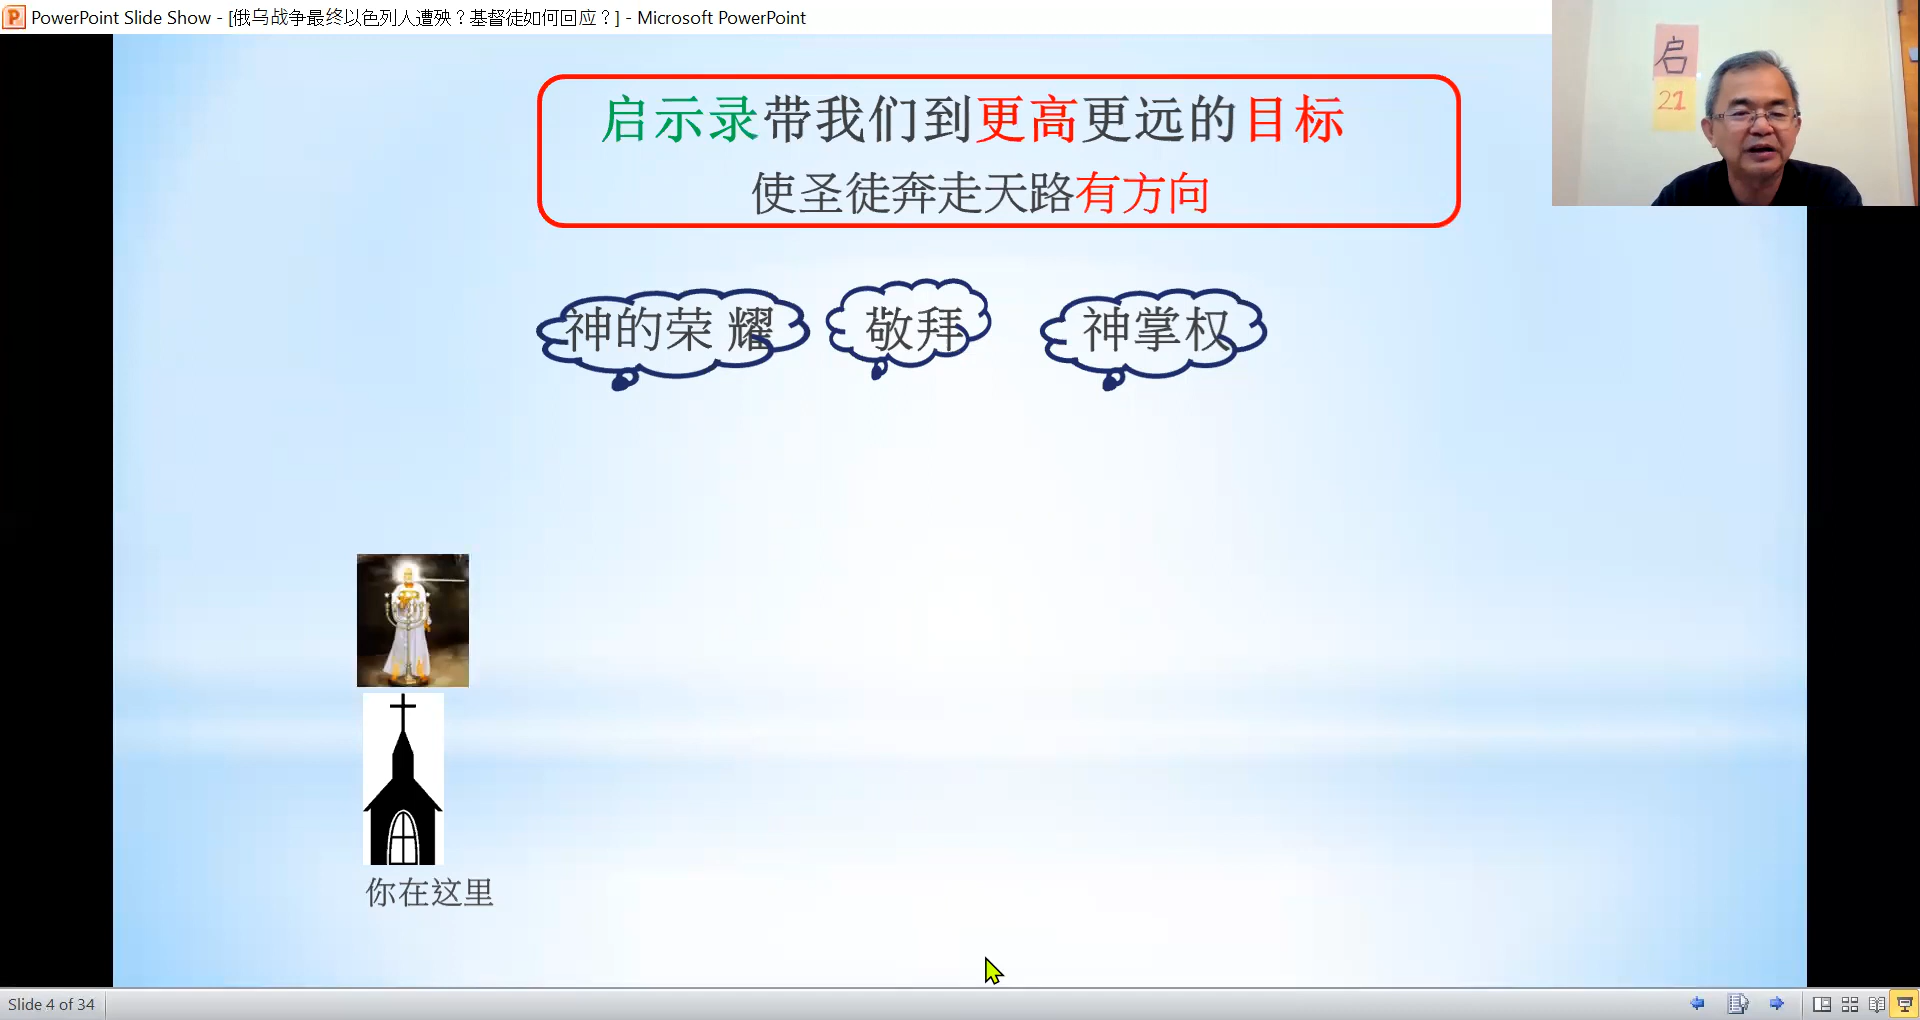 PowerPoint Slide Show - [俄乌战争最终以色列人遭殃？基督徒如何回应？] - Microsoft PowerPoint
启
21
启示录带我们到更高更远的目标
使圣徒奔走天路有方向
神的荣 耀
敬拜
神掌权
你在这里
Slide 4 of 34